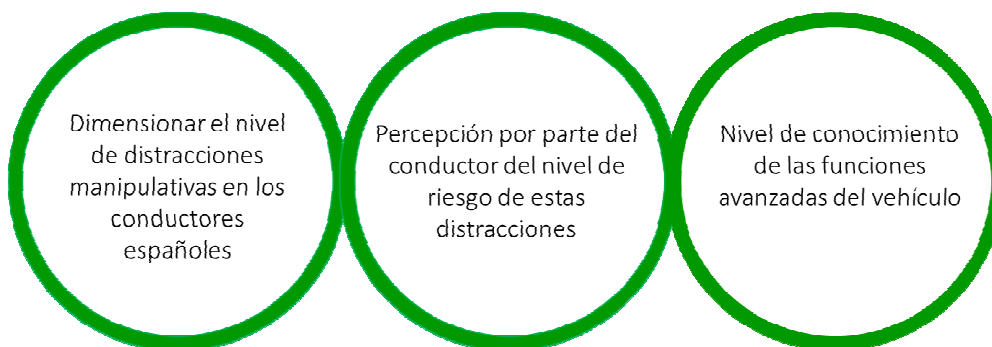 Dimensionar el nivel
de distracciones
manipulativas en los
conductores
españoles
Percepción por parte del
conductor del nivel de
riesgo de estas
distracciones
Nivel de conocimiento
de las funciones
avanzadas del vehículo